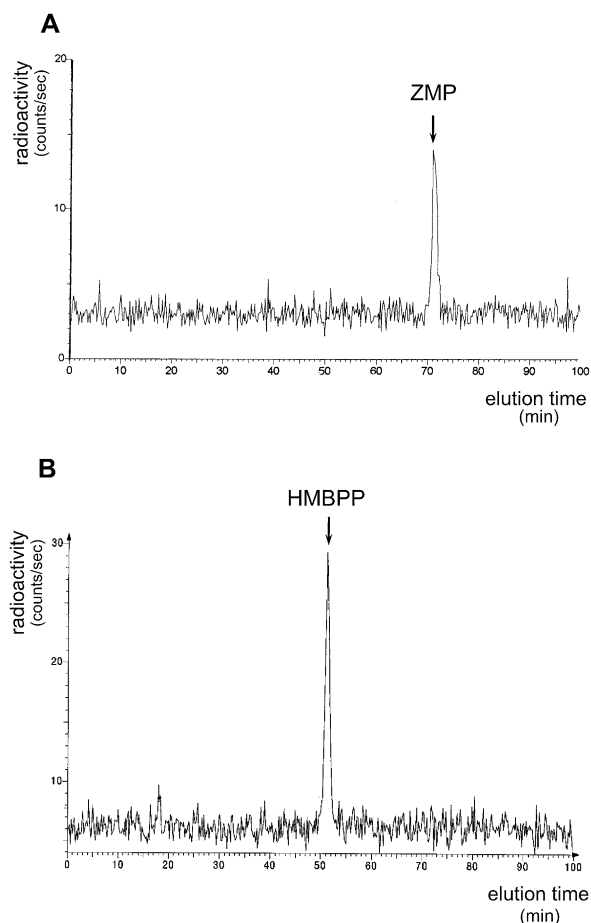 A
radioactivity
(counts/sec)
20
10
0
ZMP
0 10 20 30 40 50 60 70 80 90 100
elution time
(min)
B
radioactivity
(counts/sec)
30
20
10
HMBPP
0 10 20 30 40 50 60 70 80 90 100
elution time
(min)